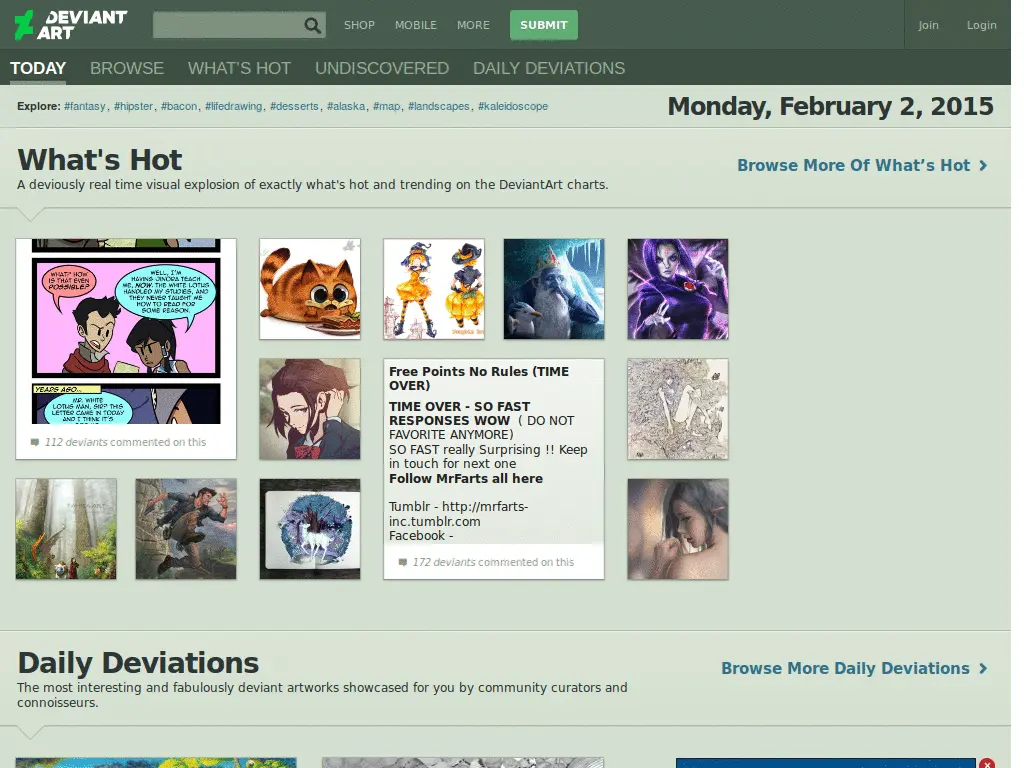 DEVIANT
ART
SHOP MOBILE MORE SUBMIT Join Login
TODAY BROWSE WHAT'S HOT UNDISCOVERED DAILY DEVIATIONS
Explore: #fantasy, #hipster, #bacon, #lifedrawing, #desserts, #alaska, #map, #landscapes, #kaleidoscope
Monday, February 2, 2015
What's Hot
A deviously real time visual explosion of exactly what's hot and trending on the DeviantArt charts.
Browse More Of What’s Hot
WHAT? HOW
IS THAT EVEN
POSSIBLE?
WELL, I'M
HAVING JINORA TEACH
ME, NOW. THE WHITE LOTUS
HANDLED MY STUDIES, AND
THEY NEVER TAUGHT ME
HOW TO READ FOR
SOME REASON.
YEARS AGO...
MR. WHITE
LOTUS MAN, SIR? THIS
LETTER CAME IN TODAY
AND I THINK IT'S
112 deviants commented on this
Free Points No Rules (TIME
OVER)
TIME OVER - SO FAST
RESPONSES WOW ( DO NOT
FAVORITE ANYMORE)
SO FAST really Surprising !! Keep
in touch for next one
Follow MrFarts all here
Tumblr - http://mrfarts-
inc.tumblr.com
Facebook -
172 deviants commented on this
Daily Deviations
The most interesting and fabulously deviant artworks showcased for you by community curators and
connoisseurs.
Browse More Daily Deviations